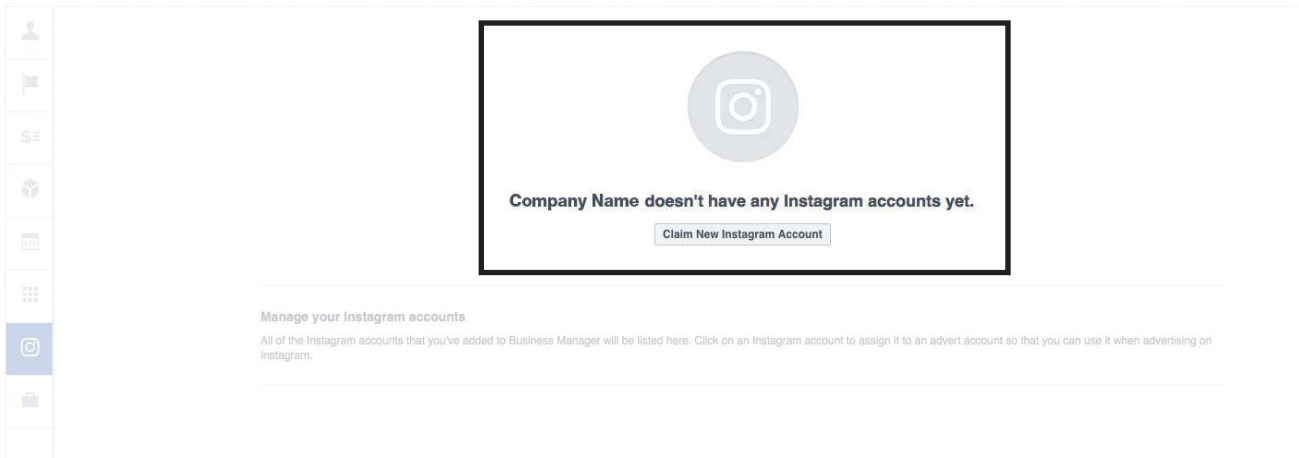 Company Name doesn't have any Instagram accounts yet.
Claim New Instagram Account
Manage your Instagram accounts
All of the Instagram accounts that you've added to Business Manager will be listed here. Click on an Instagram account to assign it to an advert account so that you can use it when advertising on
Instagram.